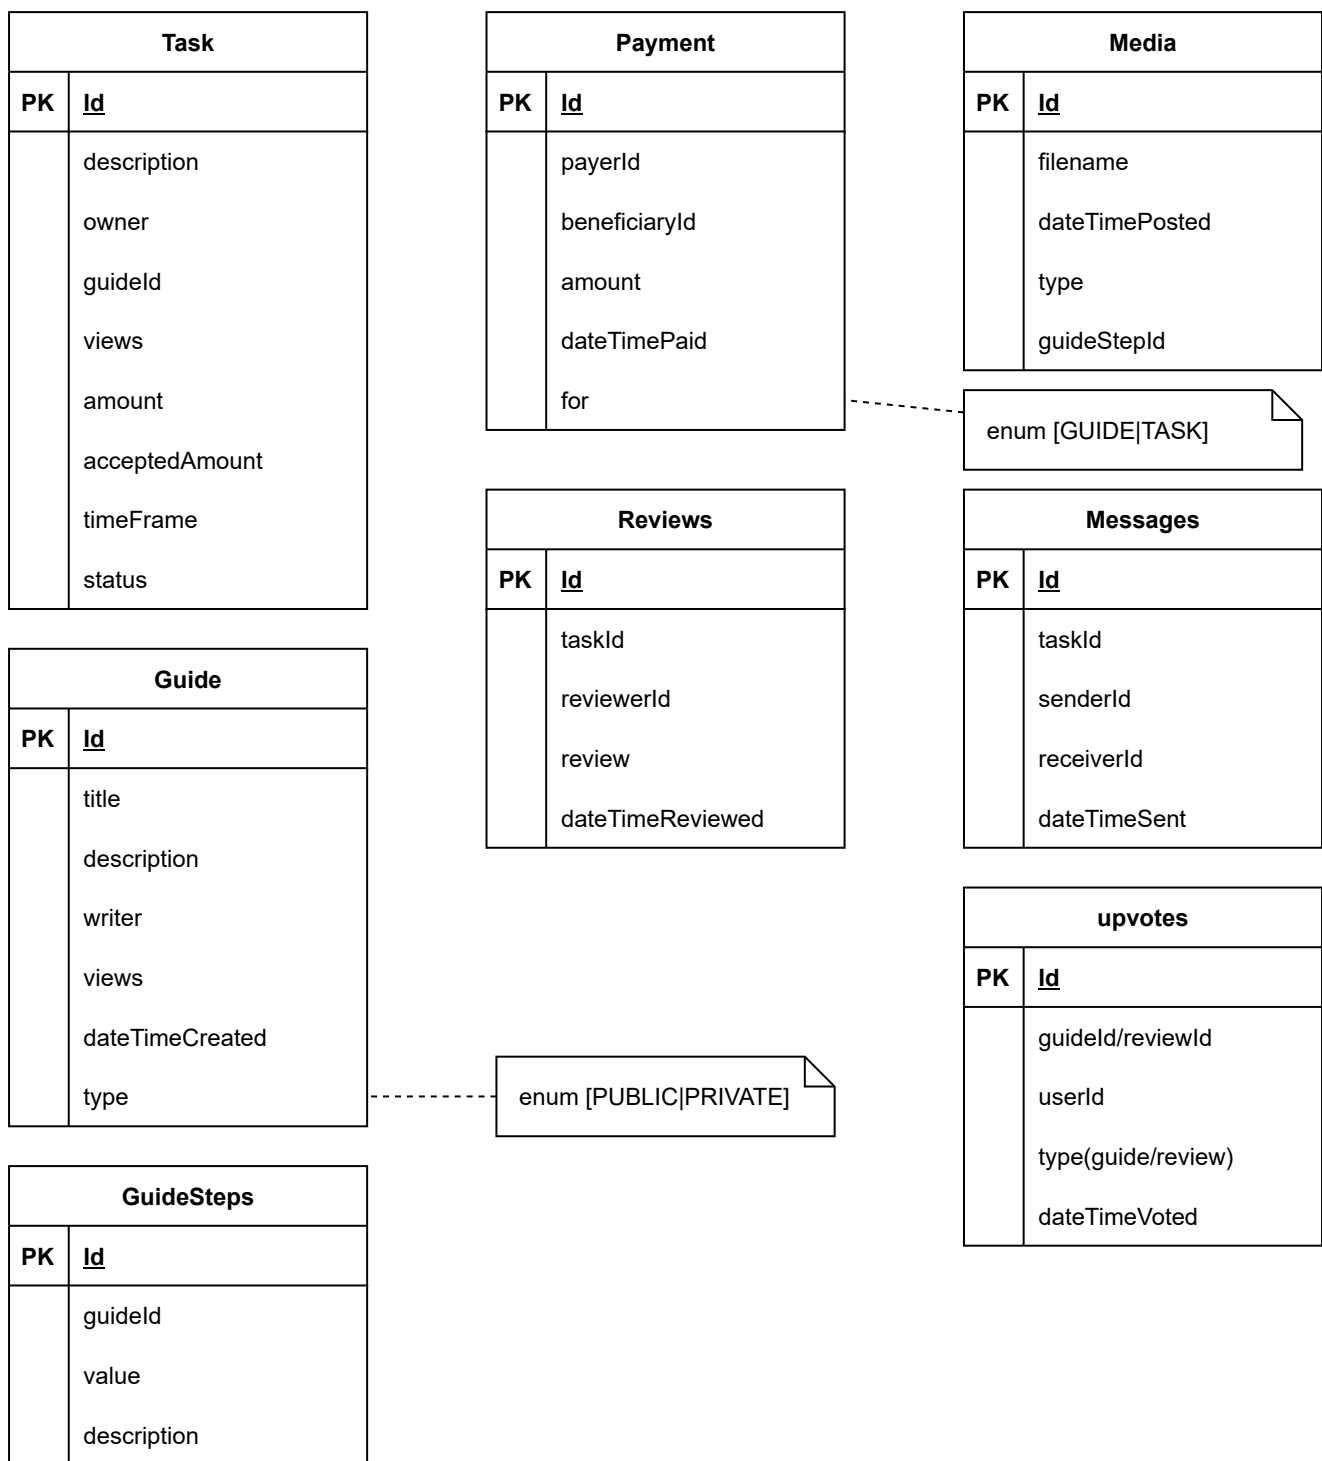 Task
PK Id
description
owner
guideId
views
amount
acceptedAmount
timeFrame
status
Payment
PK Id
payerId
beneficiaryId
amount
dateTimePaid
for
Media
PK Id
filename
dateTimePosted
type
guideStepId
enum [GUIDE|TASK]
Reviews
PK Id
taskId
reviewerId
review
dateTimeReviewed
Messages
PK Id
taskId
senderId
receiverId
dateTimeSent
Guide
PK Id
title
description
writer
views
dateTimeCreated
type
enum [PUBLIC|PRIVATE]
upvotes
PK Id
guideId/reviewId
userId
type(guide/review)
dateTimeVoted
GuideSteps
PK Id
guideId
value
description